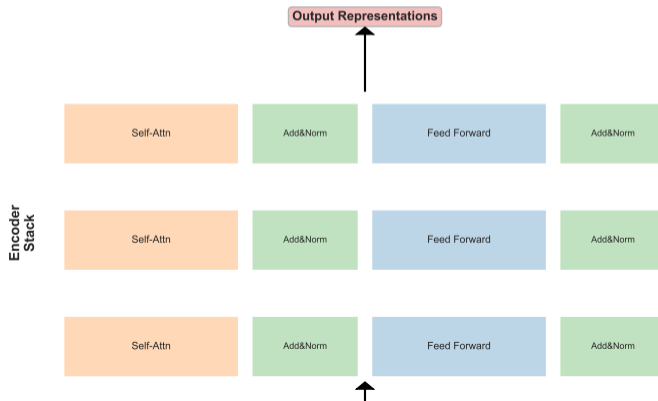 Output Representations
Self-Attn
Add&Norm
Feed Forward
Add&Norm
Encoder
Stack
Self-Attn
Add&Norm
Feed Forward
Add&Norm
Self-Attn
Add&Norm
Feed Forward
Add&Norm